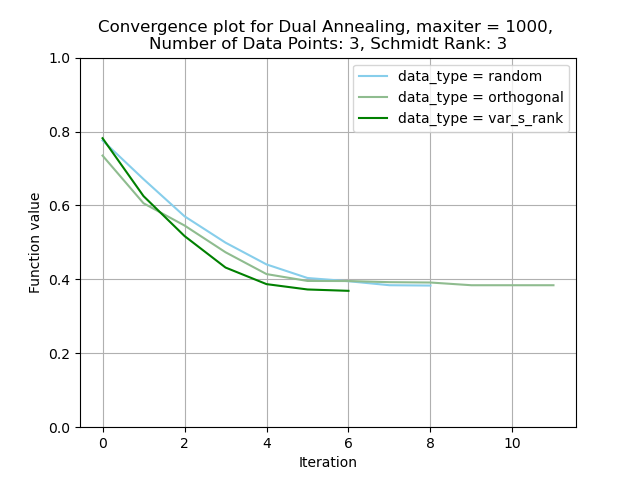 Convergence plot for Dual Annealing, maxiter = 1000,
Number of Data Points: 3, Schmidt Rank: 3
1.0
data_type = random
data_type = orthogonal
data_type = var_s_rank
0.8
0.6
Function value
0.4
0.2
0.0
0 2 4 6 8 10
Iteration